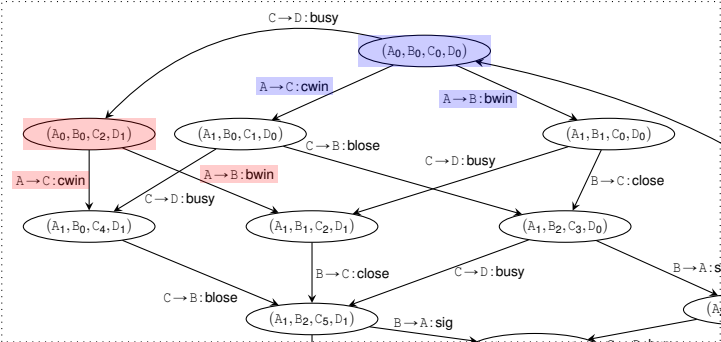 C→D:busy
(A₀,B₀,C₀,D₀)
A→C:cwin
A→B:bwin
(A₀,B₀,C₂,D₁)
(A₁,B₀,C₁,D₀)
(A₁,B₁,C₀,D₀)
C→B:blose
C→D:busy
A→C:cwin
A→B:bwin
B→C:close
C→D:busy
(A₁,B₀,C₄,D₁)
(A₁,B₁,C₂,D₁)
(A₁,B₂,C₃,D₀)
B→A:s
B→C:close
C→D:busy
C→B:blose
(A₁,B₂,C₅,D₁)
B→A:sig